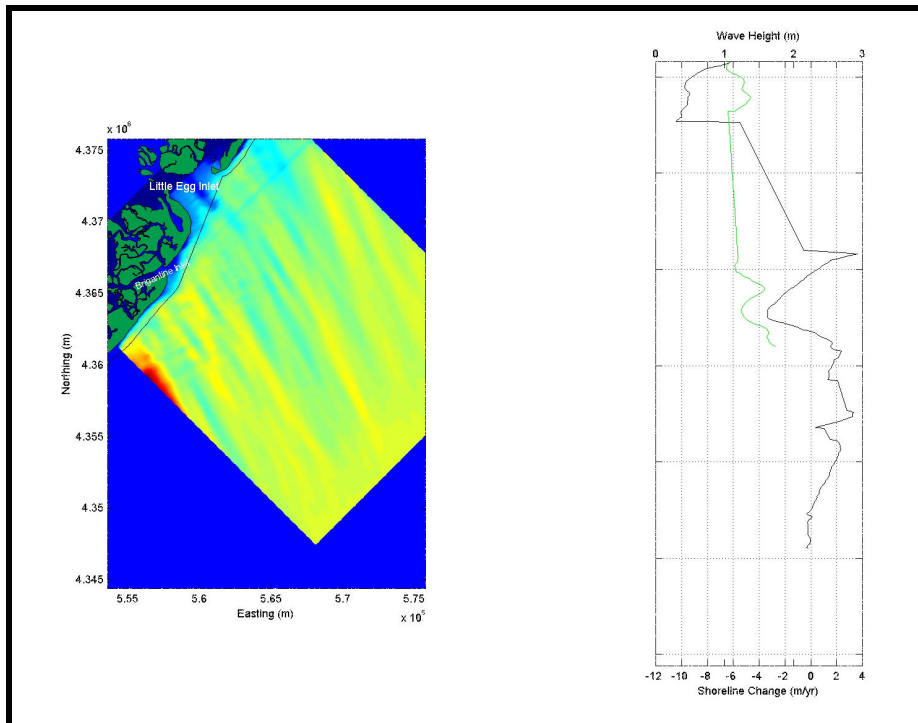 Wave Height (m)
0 1 2 3
x 10⁶
4.375
4.37
4.365
4.36
4.355
4.35
4.345
Northing (m)
Little Egg Inlet
Brigantine Inlet
5.55 5.6 5.65 5.7 5.75
Easting (m)
x 10⁵
-12 -10 -8 -6 -4 -2 0 2 4
Shoreline Change (m/yr)